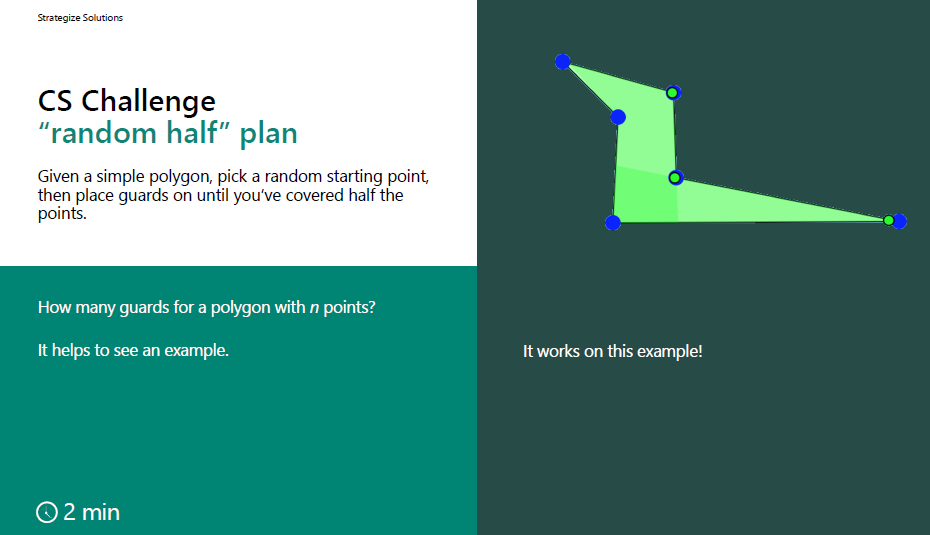 Strategize Solutions
CS Challenge
“random half” plan
Given a simple polygon, pick a random starting point,
then place guards on until you’ve covered half the
points.
How many guards for a polygon with n points?
It helps to see an example.
It works on this example!
2 min